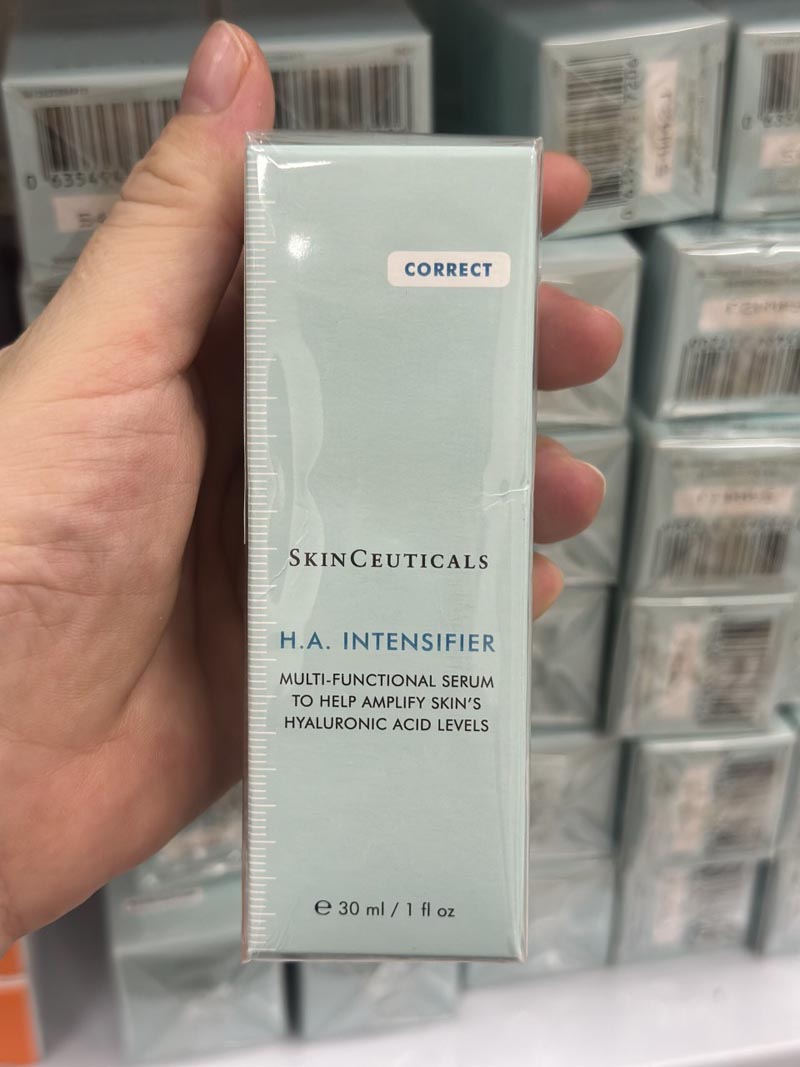 CORRECT
SKINCEUTICALS
H.A. INTENSIFIER
MULTI-FUNCTIONAL SERUM
TO HELP AMPLIFY SKIN'S
HYALURONIC ACID LEVELS
℮ 30 ml / 1 fl oz